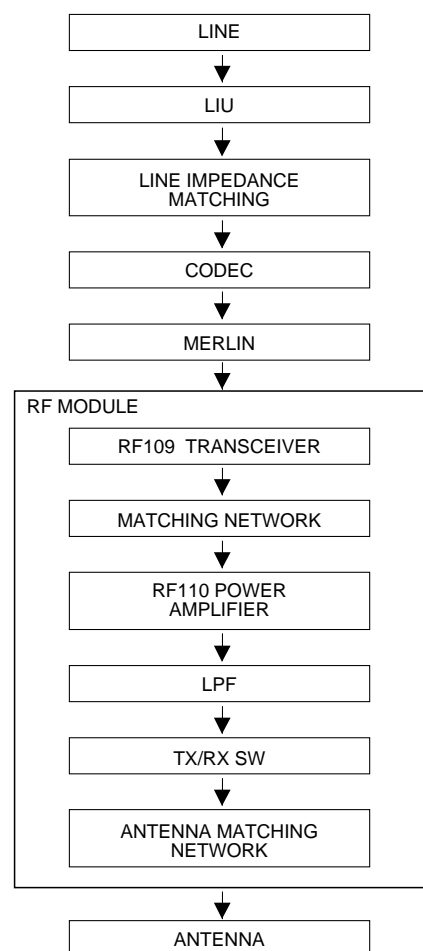 LINE
LIU
LINE IMPEDANCE
MATCHING
CODEC
MERLIN
RF MODULE
RF109 TRANSCEIVER
MATCHING NETWORK
RF110 POWER
AMPLIFIER
LPF
TX/RX SW
ANTENNA MATCHING
NETWORK
ANTENNA